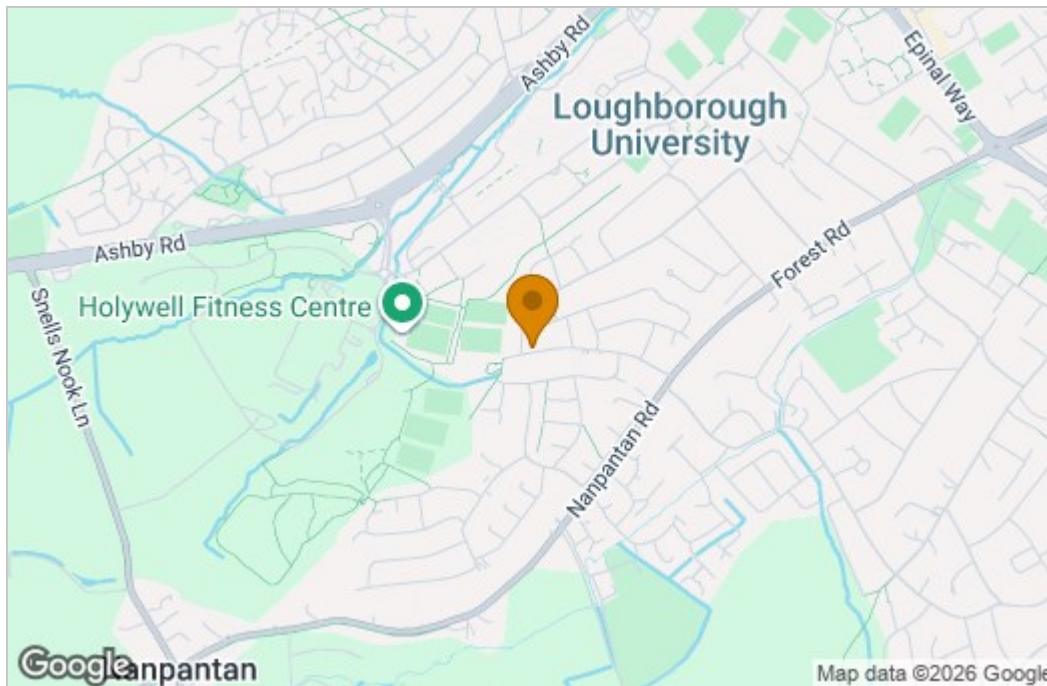 Ashby Rd
Epinal Way
Loughborough
University
Ashby Rd
Forest Rd
Snells Nook Ln
Holywell Fitness Centre
Nanpantan Rd
Google
Nanpantan
Map data ©2026 Google